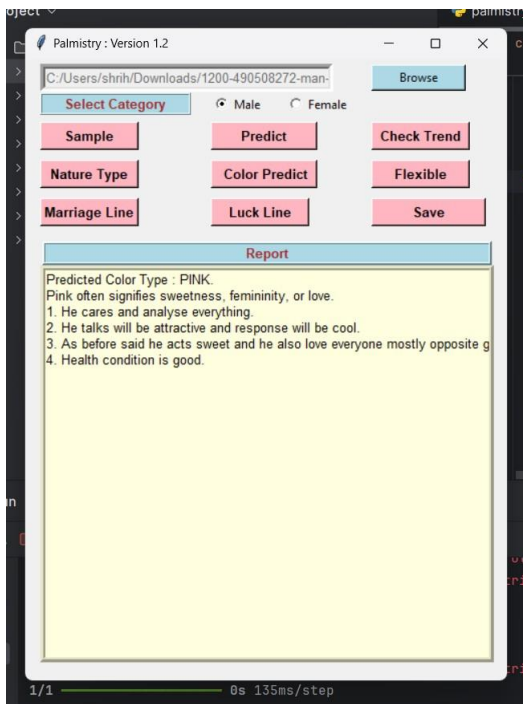 oject
palmis
Palmistry : Version 1.2
C:/Users/shrih/Downloads/1200-490508272-man-
Browse
Select Category
Male
Female
Sample
Predict
Check Trend
Nature Type
Color Predict
Flexible
Marriage Line
Luck Line
Save
Report
Predicted Color Type : PINK.
Pink often signifies sweetness, femininity, or love.
1. He cares and analyse everything.
2. He talks will be attractive and response will be cool.
3. As before said he acts sweet and he also love everyone mostly opposite g
4. Health condition is good.
1/1
0s 135ms/step